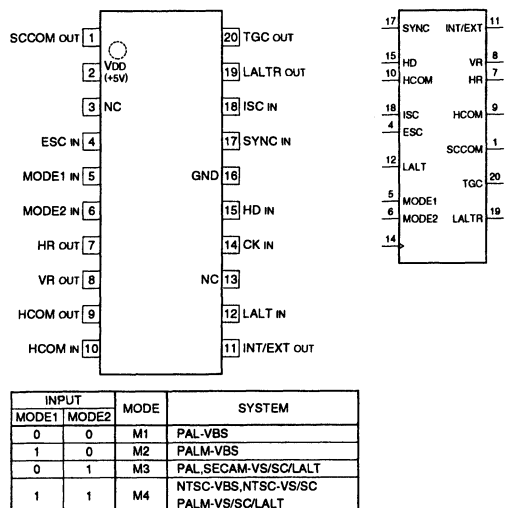 SCCOM OUT 1
2 VDD (+5V)
3 NC
ESC IN 4
MODE1 IN 5
MODE2 IN 6
HR OUT 7
VR OUT 8
HCOM OUT 9
HCOM IN 10
20 TGC OUT
19 LALTR OUT
18 ISC IN
17 SYNC IN
GND 16
15 HD IN
14 CK IN
NC 13
12 LALT IN
11 INT/EXT OUT
17 SYNC INT/EXT 11
15 HD VR 8
10 HCOM HR 7
18 ISC HCOM 9
4 ESC
SCCOM 1
12 LALT
TGC 20
5 MODE1
6 MODE2 LALTR 19
14
INPUT MODE SYSTEM
MODE1 MODE2
0 0 M1 PAL-VBS
1 0 M2 PALM-VBS
0 1 M3 PAL,SECAM-VS/SC/LALT
1 1 M4 NTSC-VBS,NTSC-VS/SC
PALM-VS/SC/LALT